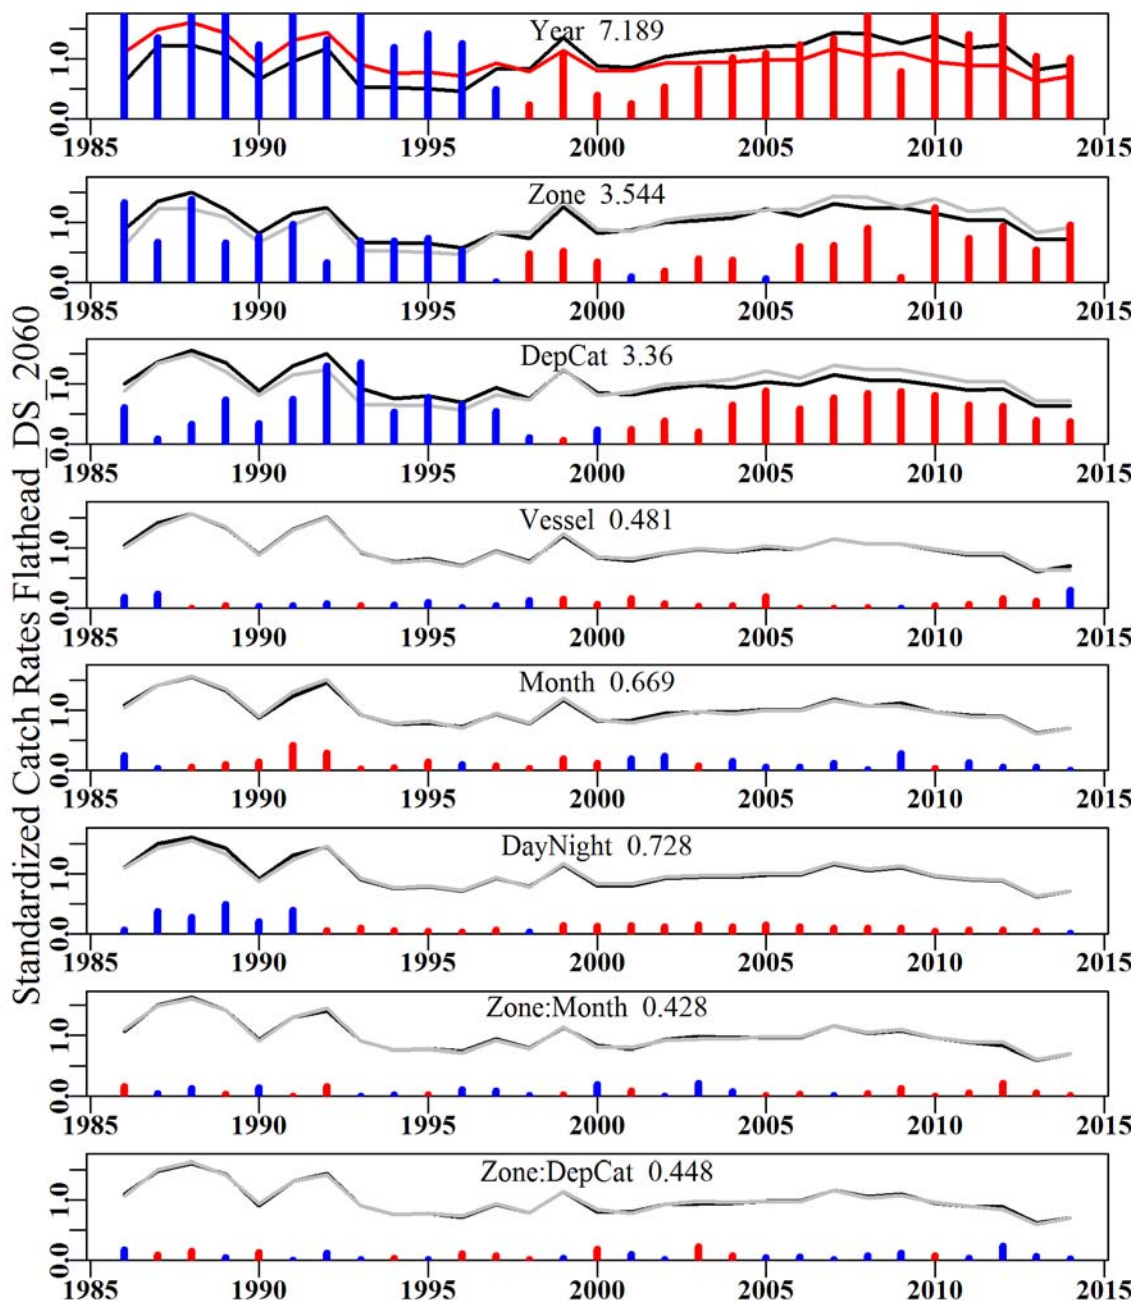 Standardized Catch Rates Flathead_DS_2060
Year 7.189
0.0 1.0
1985 1990 1995 2000 2005 2010 2015
Zone 3.544
0.0 1.0
1985 1990 1995 2000 2005 2010 2015
DepCat 3.36
0.0 1.0
1985 1990 1995 2000 2005 2010 2015
Vessel 0.481
0.0 1.0
1985 1990 1995 2000 2005 2010 2015
Month 0.669
0.0 1.0
1985 1990 1995 2000 2005 2010 2015
DayNight 0.728
0.0 1.0
1985 1990 1995 2000 2005 2010 2015
Zone:Month 0.428
0.0 1.0
1985 1990 1995 2000 2005 2010 2015
Zone:DepCat 0.448
0.0 1.0
1985 1990 1995 2000 2005 2010 2015